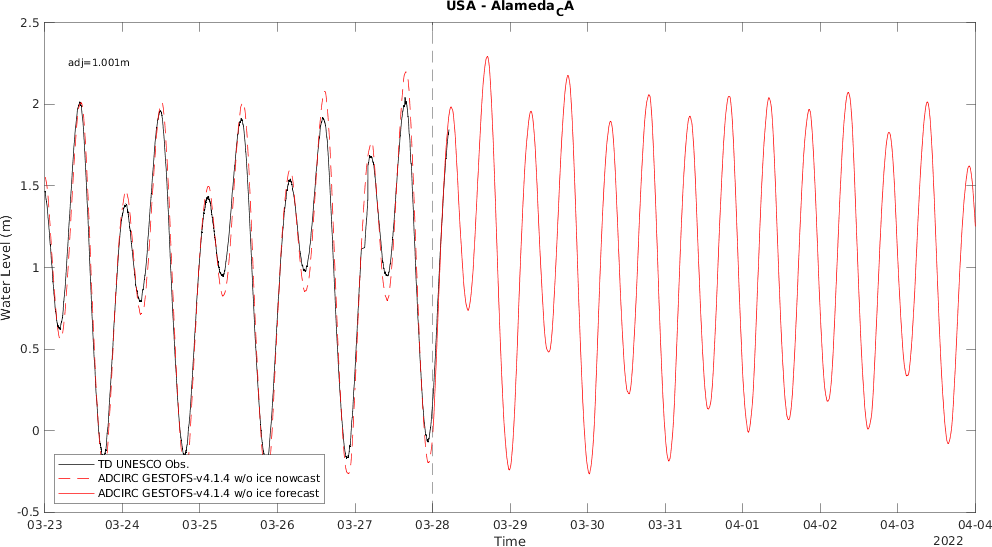 USA - Alameda_CA
adj=1.001m
Water Level (m)
2.5
2
1.5
1
0.5
0
-0.5
TD UNESCO Obs.
ADCIRC GESTOFS-v4.1.4 w/o ice nowcast
ADCIRC GESTOFS-v4.1.4 w/o ice forecast
03-23 03-24 03-25 03-26 03-27 03-28 03-29 03-30 03-31 04-01 04-02 04-03 04-04
Time
2022